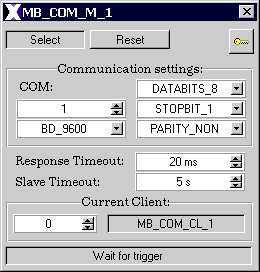 MB_COM_M_1
Select Reset
Communication settings:
COM: DATABITS_8
1 STOPBIT_1
BD_9600 PARITY_NON
Response Timeout: 20 ms
Slave Timeout: 5 s
Current Client:
0 MB_COM_CL_1
Wait for trigger